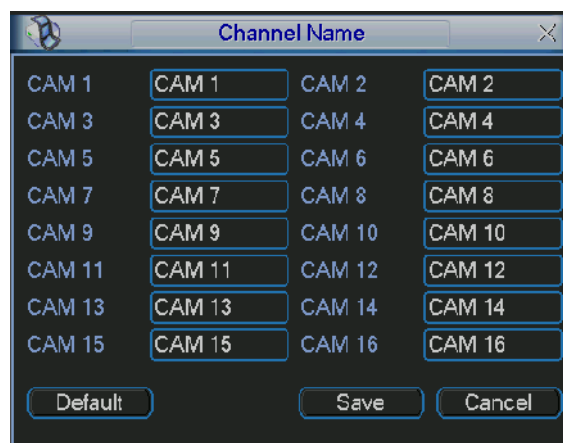 Channel Name
CAM 1 CAM 1 CAM 2 CAM 2
CAM 3 CAM 3 CAM 4 CAM 4
CAM 5 CAM 5 CAM 6 CAM 6
CAM 7 CAM 7 CAM 8 CAM 8
CAM 9 CAM 9 CAM 10 CAM 10
CAM 11 CAM 11 CAM 12 CAM 12
CAM 13 CAM 13 CAM 14 CAM 14
CAM 15 CAM 15 CAM 16 CAM 16
Default Save Cancel